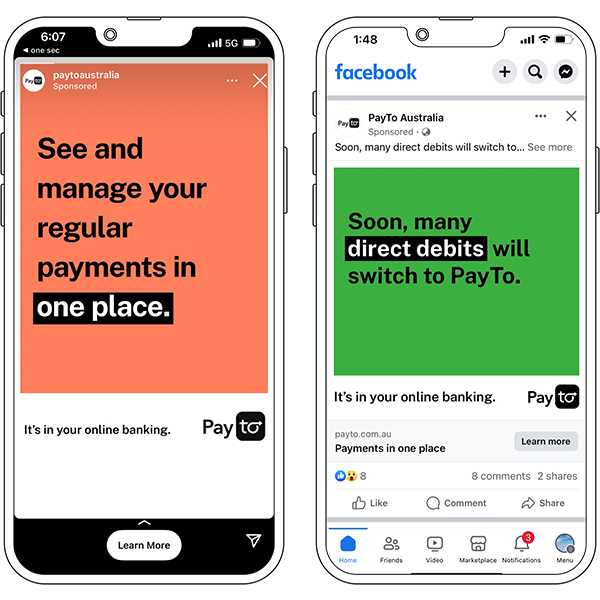 6:07
5G
◀ one sec
Pay to
paytoaustralia
Sponsored
See and
manage your
regular
payments in
one place.
It's in your online banking.
Pay to
Learn More
1:48
facebook
Pay to
PayTo Australia
Sponsored ·
Soon, many direct debits will switch to... See more
Soon, many
direct debits will
switch to PayTo.
It's in your online banking.
Pay to
payto.com.au
Payments in one place
Learn more
8
8 comments 2 shares
Like
Comment
Share
3
Home
Friends
Video
Marketplace
Notifications
Menu